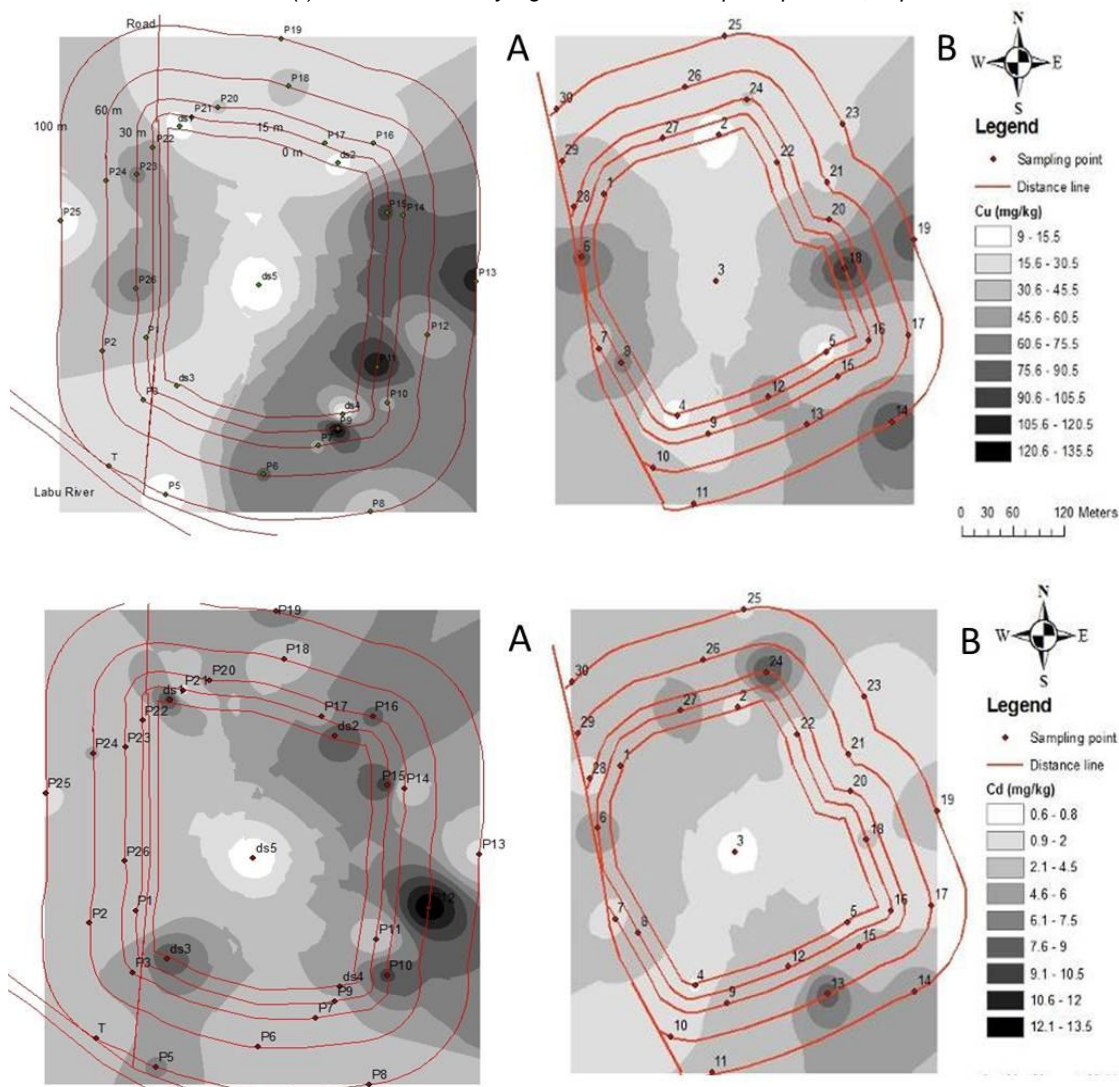 Road
P19
A
25
B
N
W E
S
P18
26
24
23
60 m
P21 P20
30
100 m
ds1
15 m
P17 P16
27
2
30 m
P22
0 m
ds2
29
22
Legend
Sampling point
Distance line
Cu (mg/kg)
9 - 15.5
15.6 - 30.5
30.6 - 45.5
45.6 - 60.5
60.6 - 75.5
75.6 - 90.5
90.6 - 105.5
105.6 - 120.5
120.6 - 135.5
P24
P23
28
1
21
P25
P15
P14
20
19
6
18
P26
ds5
P13
3
P1
P12
7
16
17
P2
8
5
P11
15
ds3
P3
P10
12
ds4
4
14
P9
9
13
P7
T
P6
10
Labu River
P5
P8
11
0 30 60 120 Meters
P19
A
25
B
N
W E
S
P18
26
24
P20
30
ds1
P21
27
2
23
P22
P17
P16
29
22
Legend
Sampling point
Distance line
Cd (mg/kg)
0.6 - 0.8
0.9 - 2
2.1 - 4.5
4.6 - 6
6.1 - 7.5
7.6 - 9
9.1 - 10.5
10.6 - 12
12.1 - 13.5
ds2
P24
P23
28
1
21
P25
P15
P14
20
19
6
18
P26
ds5
P13
3
P1
12
7
5
16
17
P2
8
P11
15
ds3
P3
P10
12
ds4
4
13
14
P9
9
P7
T
P6
10
P5
P8
11